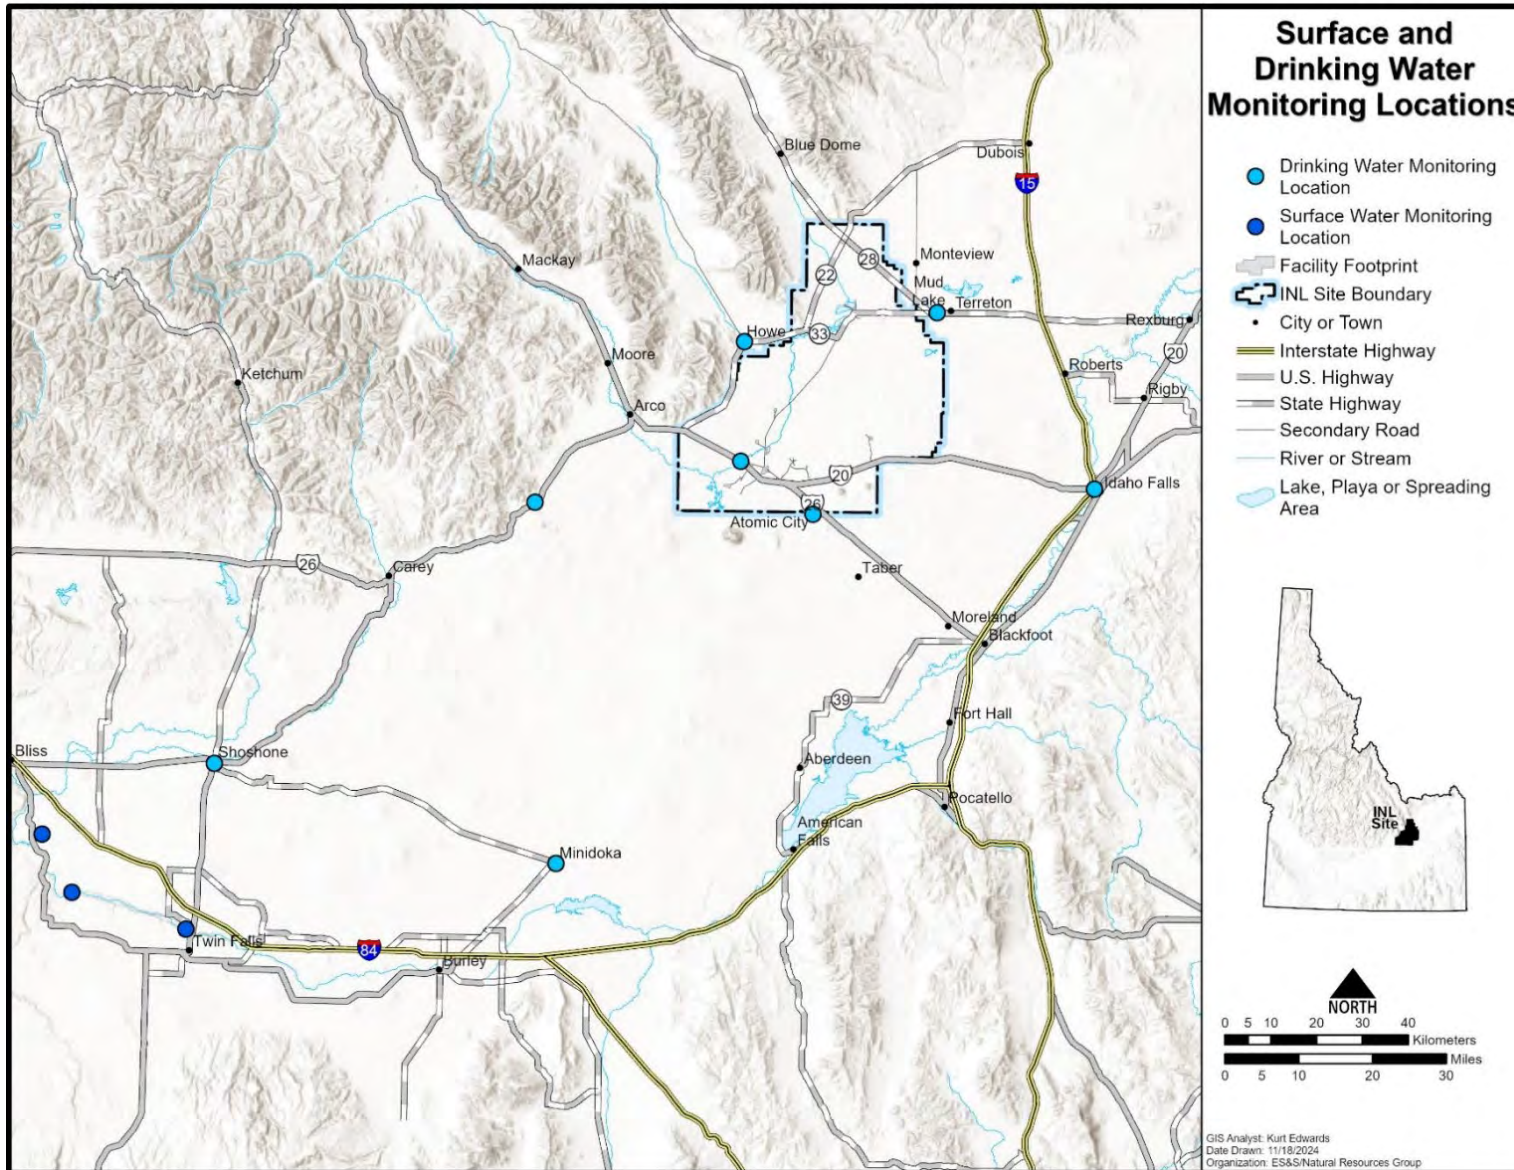 Surface and
Drinking Water
Monitoring Locations
Drinking Water Monitoring
Location
Surface Water Monitoring
Location
Facility Footprint
INL Site Boundary
City or Town
Interstate Highway
U.S. Highway
State Highway
Secondary Road
River or Stream
Lake, Playa or Spreading
Area
Blue Dome
Dubois
15
Monteview
28
22
Mackay
Mud
Lake
Terreton
Rexburg
Howe
33
20
Moore
Roberts
Ketchum
Rigby
Arco
20
Idaho Falls
26
Atomic City
26
Carey
Taber
Moreland
Blackfoot
39
Fort Hall
Bliss
Shoshone
Aberdeen
Pocatello
American
Falls
Minidoka
Twin Falls
84
Burley
INL
Site
NORTH
0 5 10 20 30 40
Kilometers
Miles
0 5 10 20 30
GIS Analyst: Kurt Edwards
Date Drawn: 11/18/2024
Organization: ES&S/Natural Resources Group